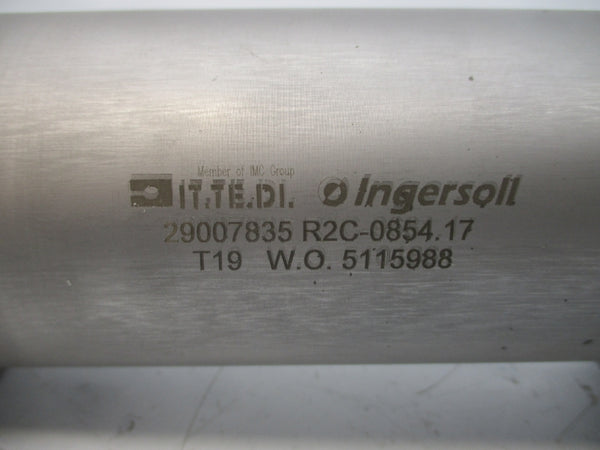 Member of IMC Group
IT.TE.DI. Ingersoll
29007835 R2C-0854.17
T19 W.O. 5115988